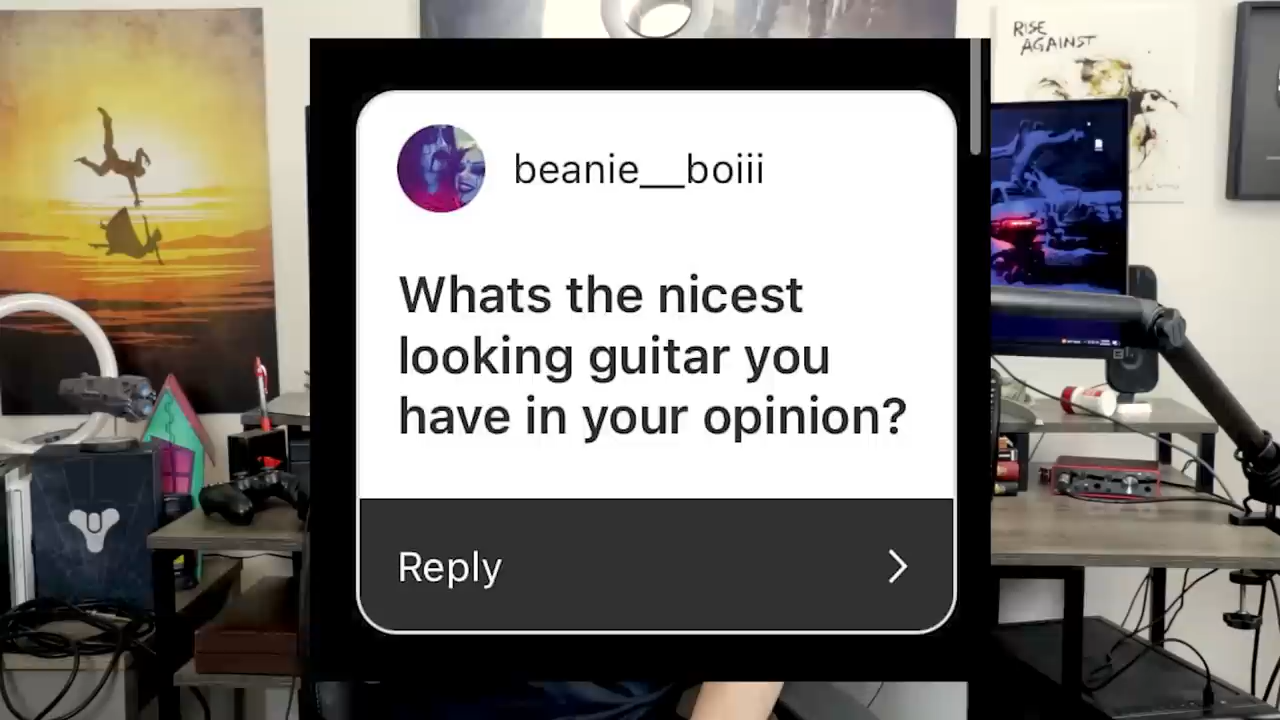 RISE
AGAINST
beanie__boiii
Whats the nicest
looking guitar you
have in your opinion?
Reply